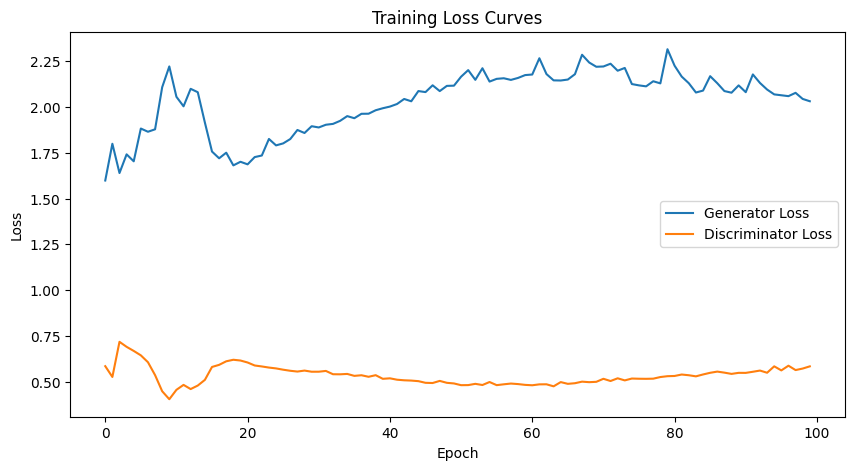 Training Loss Curves
2.25
2.00
1.75
1.50
1.25
1.00
0.75
0.50
Loss
Generator Loss
Discriminator Loss
0 20 40 60 80 100
Epoch